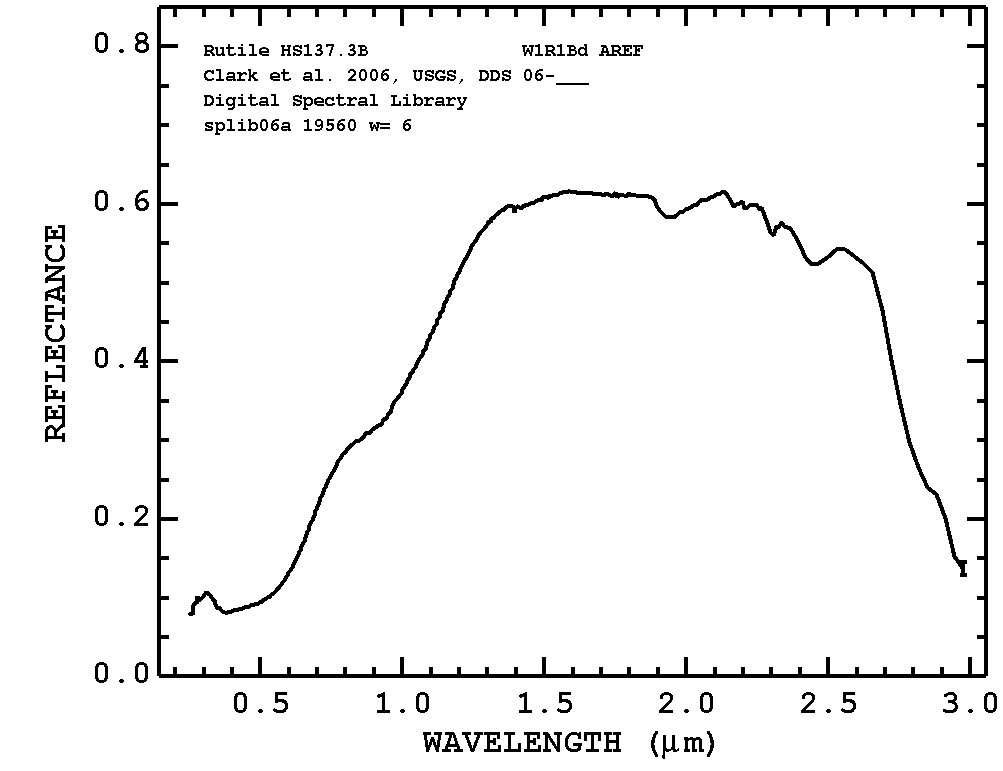 Rutile HS137.3B W1R1Bd AREF
Clark et al. 2006, USGS, DDS 06-___
Digital Spectral Library
splib06a 19560 w= 6
0.8
0.6
0.4
0.2
0.0
REFLECTANCE
0.5 1.0 1.5 2.0 2.5 3.0
WAVELENGTH (μm)